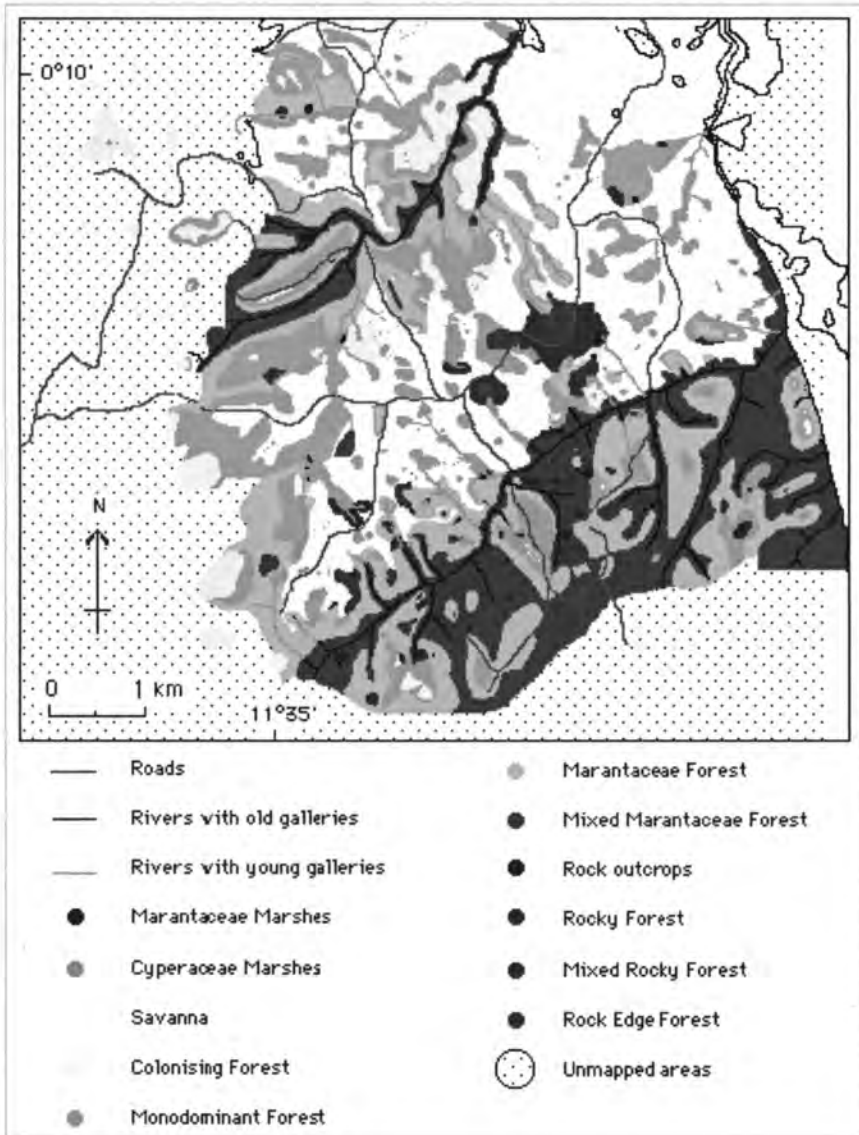 0°10'
N
0 1 km
11°35'
Roads
Rivers with old galleries
Rivers with young galleries
Marantaceae Marshes
Cyperaceae Marshes
Savanna
Colonising Forest
Monodominant Forest
Marantaceae Forest
Mixed Marantaceae Forest
Rock outcrops
Rocky Forest
Mixed Rocky Forest
Rock Edge Forest
Unmapped areas